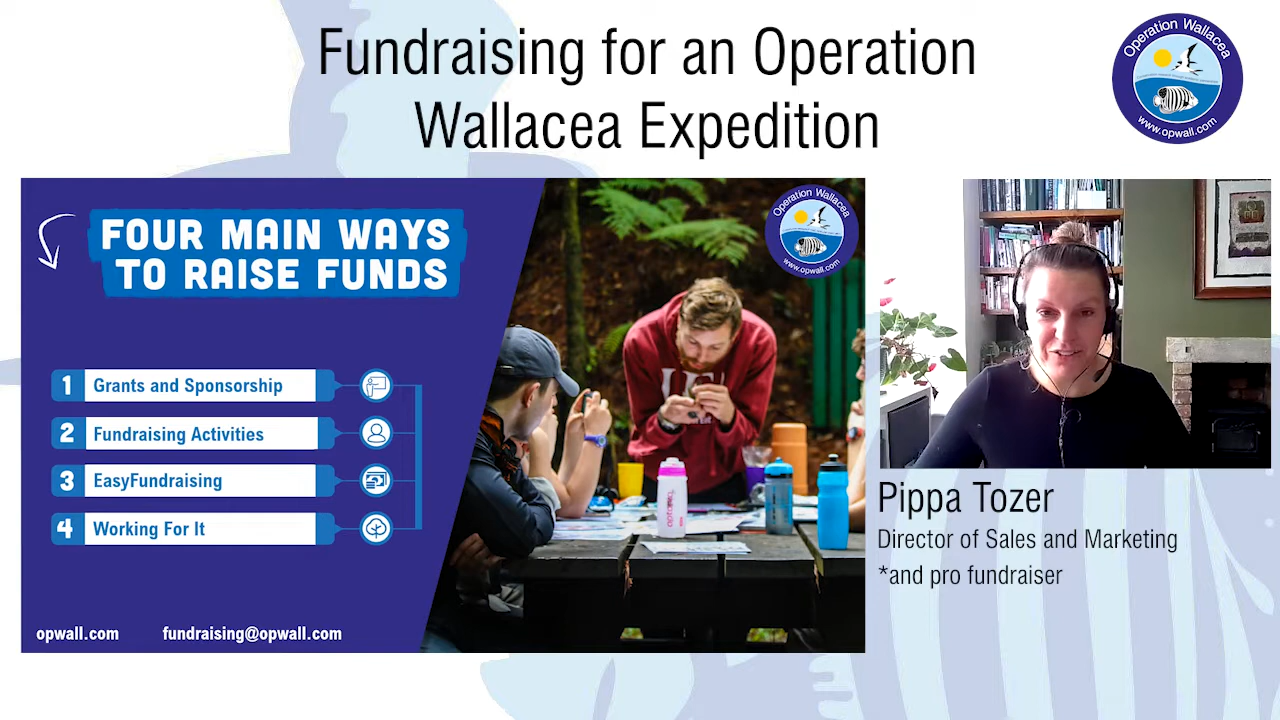 Fundraising for an Operation
Wallacea Expedition
Operation Wallacea
www.opwall.com
FOUR MAIN WAYS
TO RAISE FUNDS
1 Grants and Sponsorship
2 Fundraising Activities
3 EasyFundraising
4 Working For It
opwall.com fundraising@opwall.com
Operation Wallacea
www.opwall.com
Pippa Tozer
Director of Sales and Marketing
*and pro fundraiser